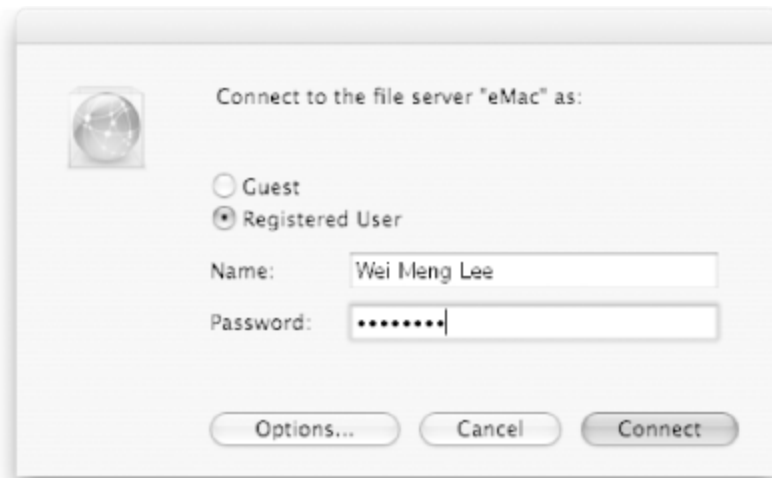 Connect to the file server "eMac" as:
Guest
Registered User
Name: Wei Meng Lee
Password: ••••••••
Options... Cancel Connect